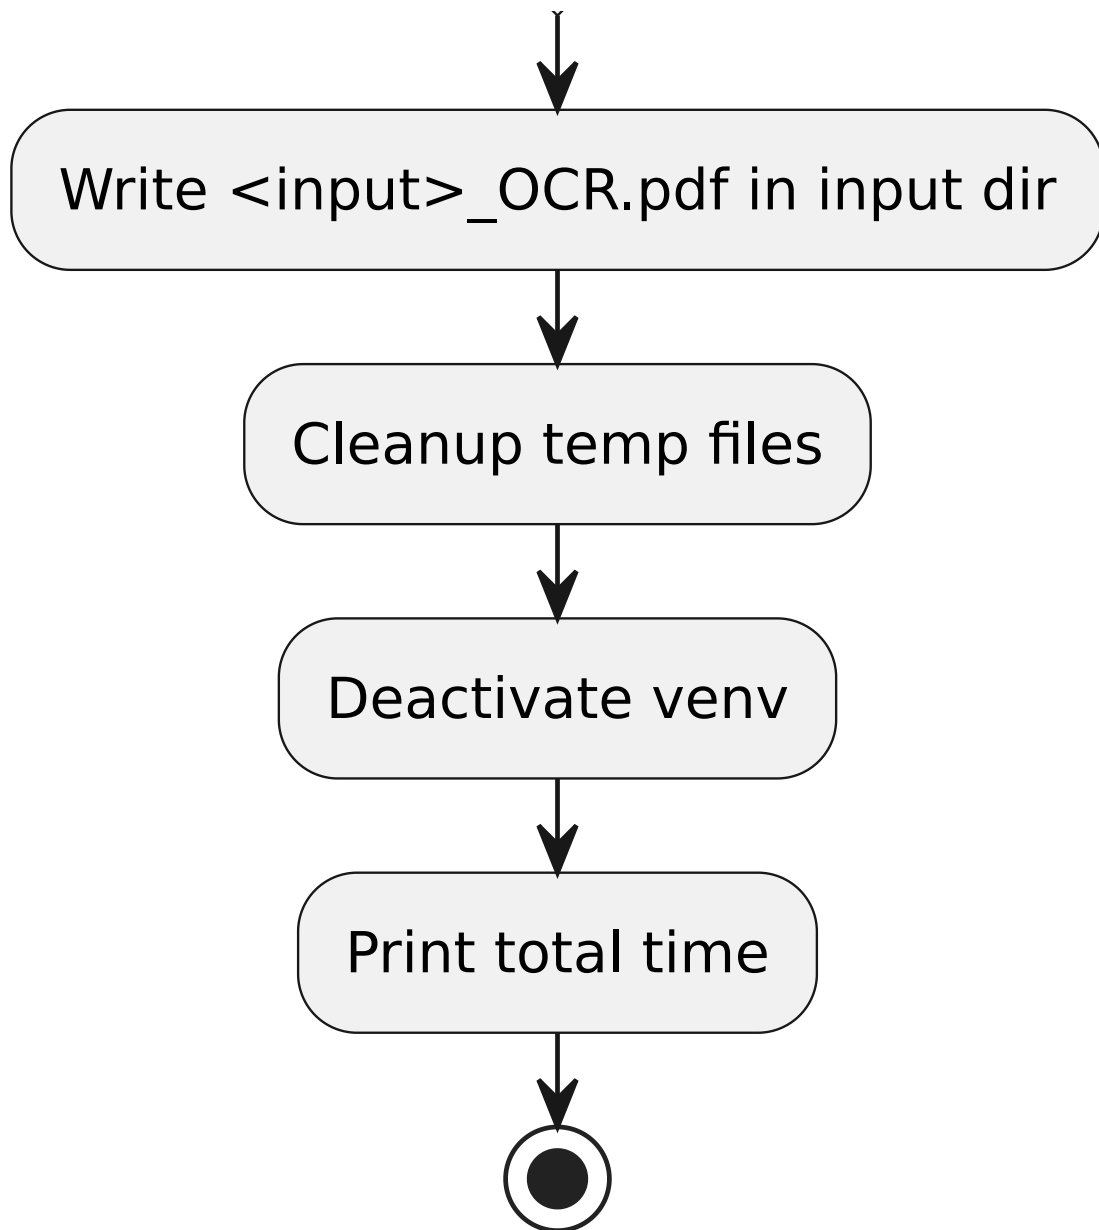 Write <input>_OCR.pdf in input dir
Cleanup temp files
Deactivate venv
Print total time